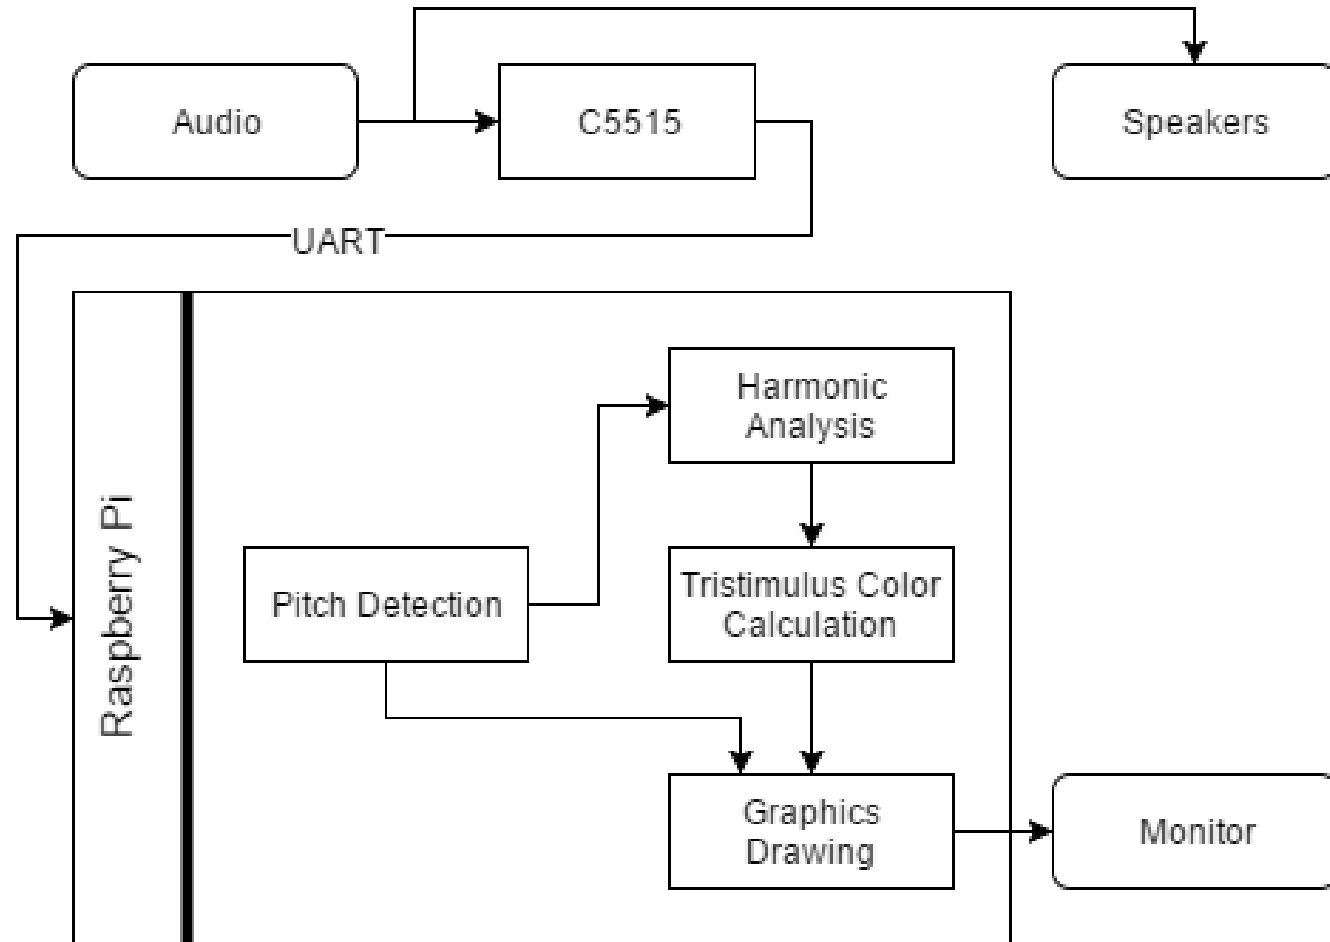 Audio
C5515
Speakers
UART
Raspberry Pi
Harmonic
Analysis
Pitch Detection
Tristimulus Color
Calculation
Graphics
Drawing
Monitor